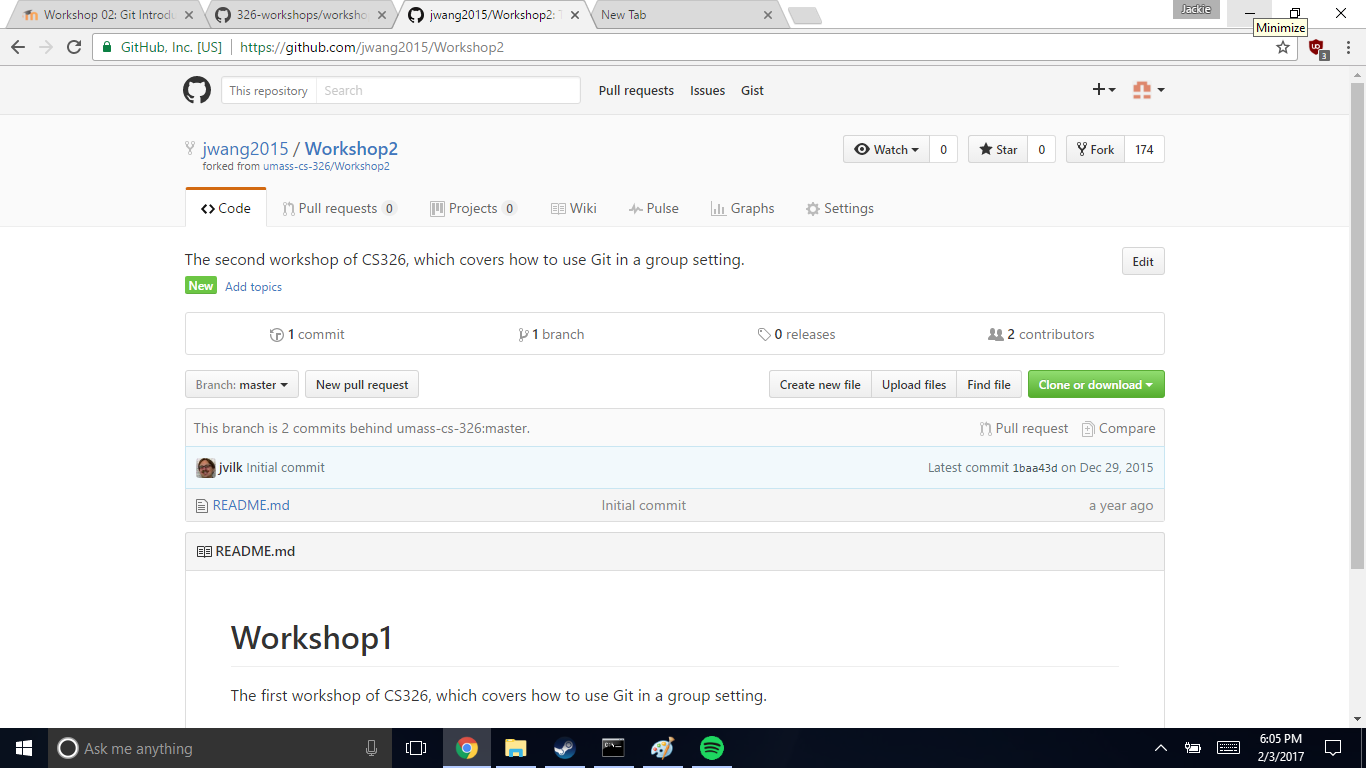 Workshop 02: Git Introdu
326-workshops/worksho
jwang2015/Workshop2: T
New Tab
Jackie
Minimize
GitHub, Inc. [US] https://github.com/jwang2015/Workshop2
3
This repository Search Pull requests Issues Gist
jwang2015 / Workshop2 Watch 0 Star 0 Fork 174
forked from umass-cs-326/Workshop2
Code Pull requests 0 Projects 0 Wiki Pulse Graphs Settings
The second workshop of CS326, which covers how to use Git in a group setting. Edit
New Add topics
1 commit 1 branch 0 releases 2 contributors
Branch: master New pull request Create new file Upload files Find file Clone or download
This branch is 2 commits behind umass-cs-326:master. Pull request Compare
jvilk Initial commit Latest commit 1baa43d on Dec 29, 2015
README.md Initial commit a year ago
README.md
Workshop1
The first workshop of CS326, which covers how to use Git in a group setting.
Ask me anything
6:05 PM
2/3/2017